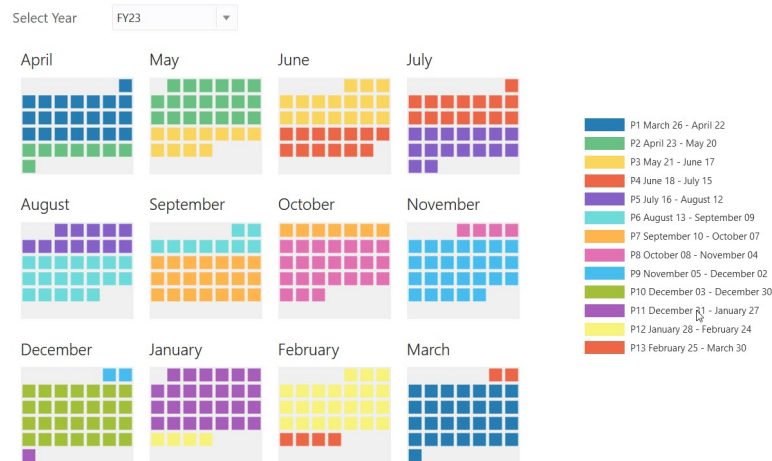 Select Year
FY23
April
May
June
July
August
September
October
November
December
January
February
March
P1 March 26 - April 22
P2 April 23 - May 20
P3 May 21 - June 17
P4 June 18 - July 15
P5 July 16 - August 12
P6 August 13 - September 09
P7 September 10 - October 07
P8 October 08 - November 04
P9 November 05 - December 02
P10 December 03 - December 30
P11 December 31 - January 27
P12 January 28 - February 24
P13 February 25 - March 30